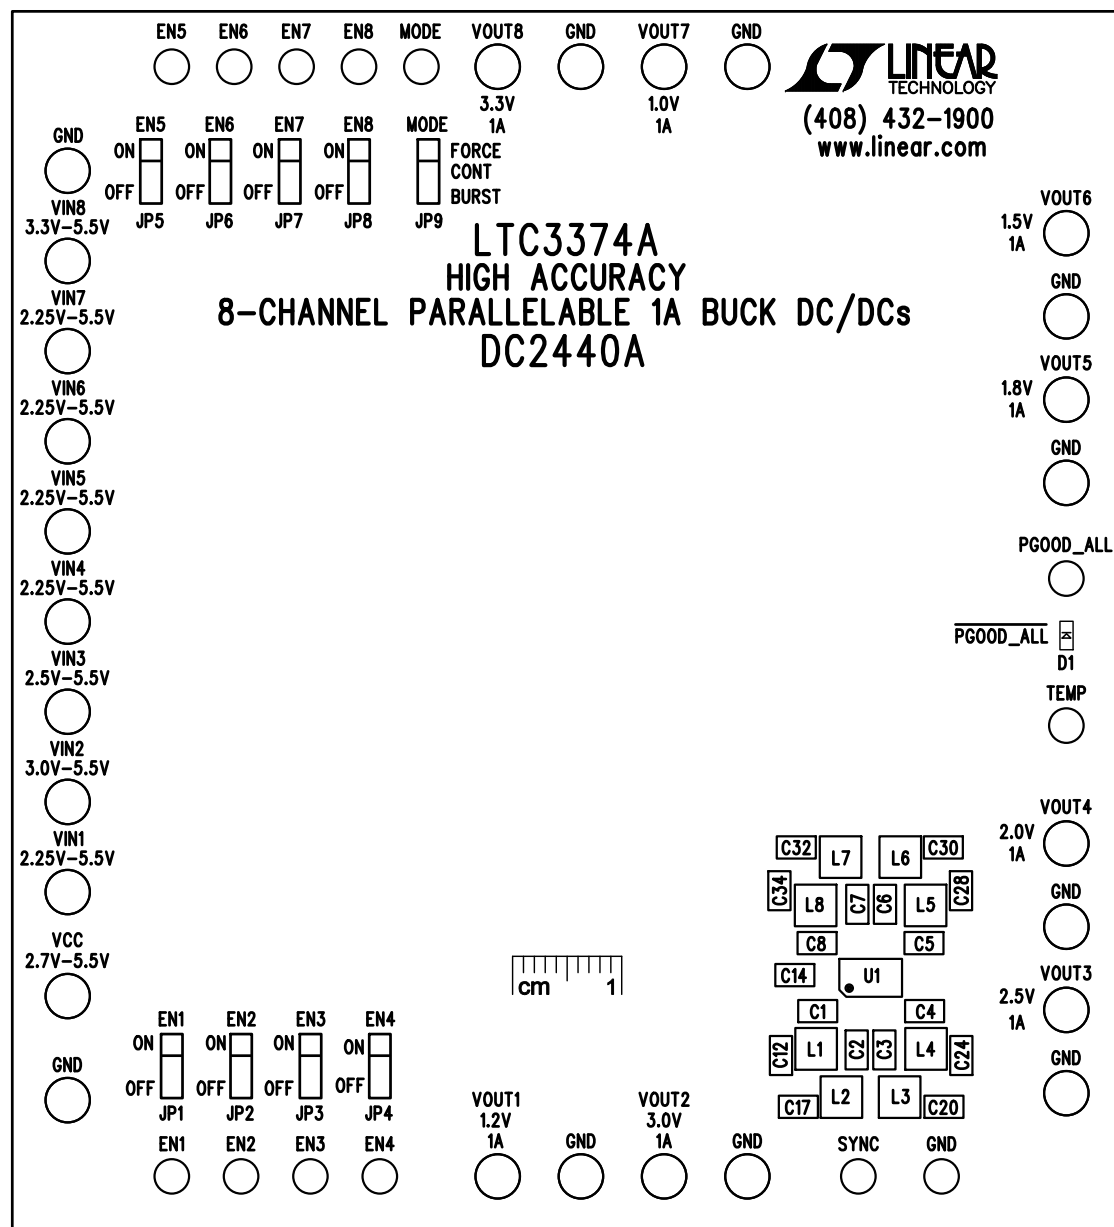 EN5 EN6 EN7 EN8 MODE VOUT8 GND VOUT7 GND
LINEAR
TECHNOLOGY
3.3V 1.0V
1A 1A
(408) 432-1900
www.linear.com
EN5 EN6 EN7 EN8 MODE
GND
ON ON ON ON FORCE
CONT
OFF OFF OFF OFF BURST
JP5 JP6 JP7 JP8 JP9
VIN8
3.3V-5.5V
VOUT6
1.5V
1A
LTC3374A
HIGH ACCURACY
8-CHANNEL PARALLELABLE 1A BUCK DC/DCs
DC2440A
VIN7
2.25V-5.5V
GND
VOUT5
1.8V
1A
VIN6
2.25V-5.5V
GND
VIN5
2.25V-5.5V
PGOOD_ALL
VIN4
2.25V-5.5V
PGOOD_ALL
D1
VIN3
2.5V-5.5V
TEMP
VIN2
3.0V-5.5V
VOUT4
2.0V
1A
VIN1
2.25V-5.5V
C32 L7 L6 C30
C34 L8 C7 C6 L5 C28
GND
C8 C5
VCC
2.7V-5.5V
C14 U1
cm 1
VOUT3
2.5V
1A
C1 C4
EN1 EN2 EN3 EN4
ON ON ON ON
C12 L1 C2 C3 L4 C24
GND
GND
OFF OFF OFF OFF
JP1 JP2 JP3 JP4
C17 L2 L3 C20
VOUT1
1.2V
1A
VOUT2
3.0V
1A
EN1 EN2 EN3 EN4 GND GND SYNC GND